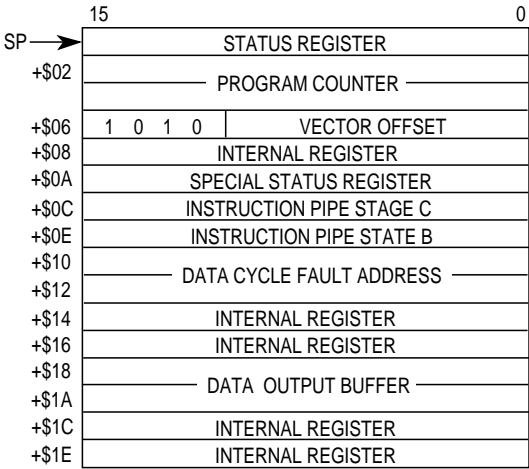 15 0
SP STATUS REGISTER
+$02 PROGRAM COUNTER
+$06 1 0 1 0 VECTOR OFFSET
+$08 INTERNAL REGISTER
+$0A SPECIAL STATUS REGISTER
+$0C INSTRUCTION PIPE STAGE C
+$0E INSTRUCTION PIPE STATE B
+$10
DATA CYCLE FAULT ADDRESS
+$12
+$14 INTERNAL REGISTER
+$16 INTERNAL REGISTER
+$18
DATA OUTPUT BUFFER
+$1A
+$1C INTERNAL REGISTER
+$1E INTERNAL REGISTER